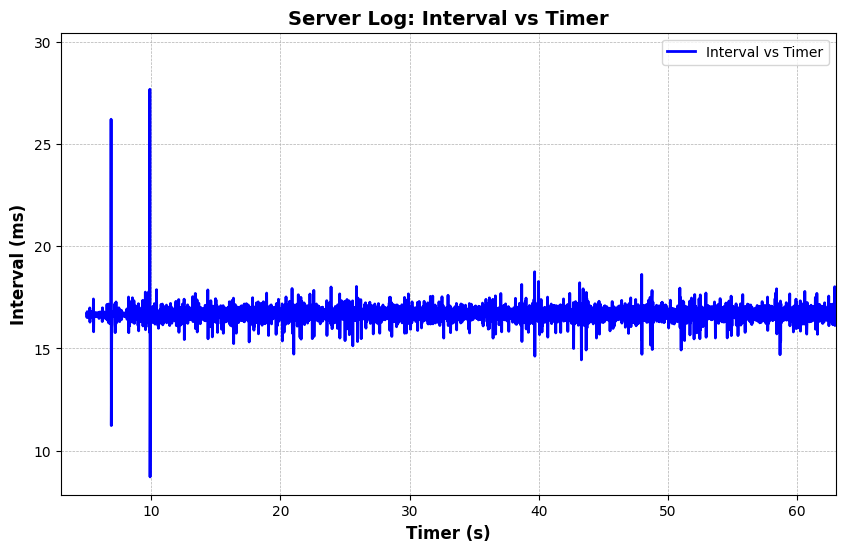 Server Log: Interval vs Timer
Interval vs Timer
Interval (ms)
30
25
20
15
10
10 20 30 40 50 60
Timer (s)